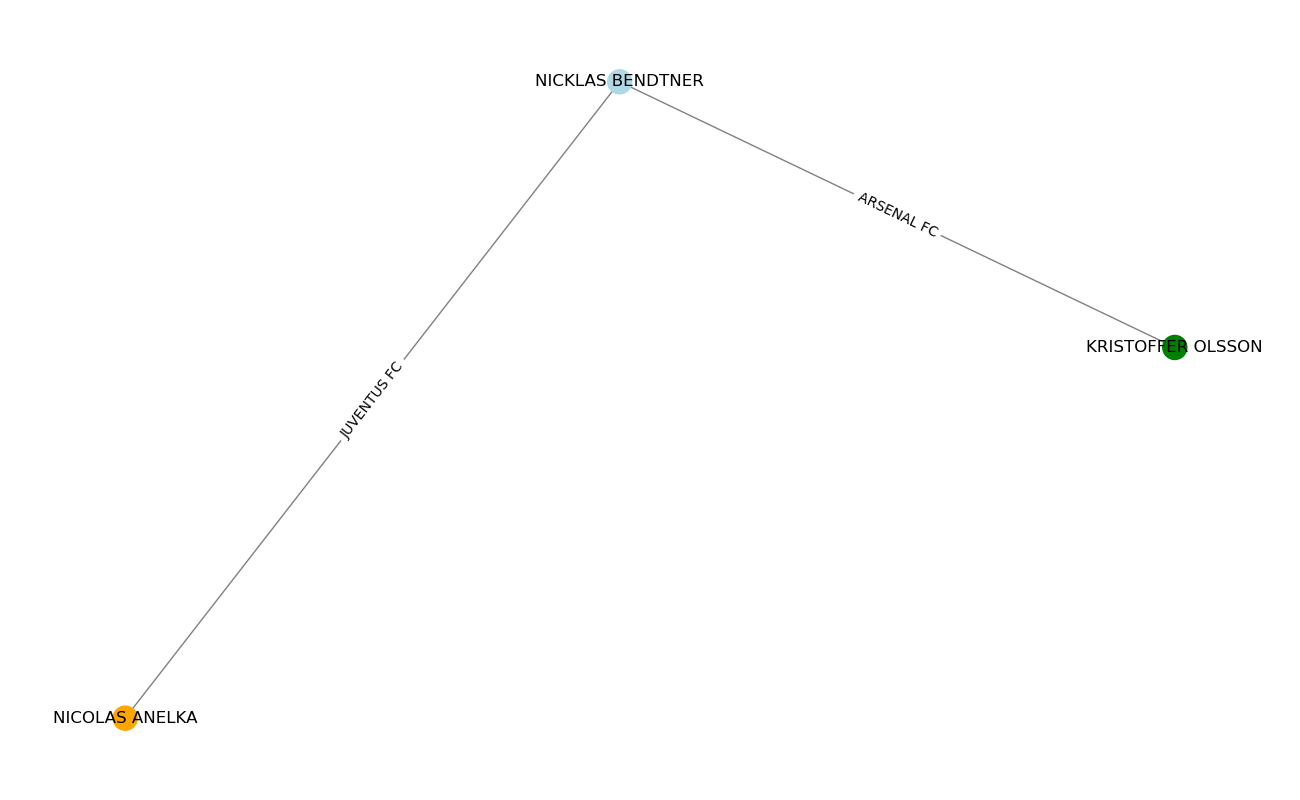 NICKLAS BENDTNER
ARSENAL FC
KRISTOFFER OLSSON
JUVENTUS FC
NICOLAS ANELKA